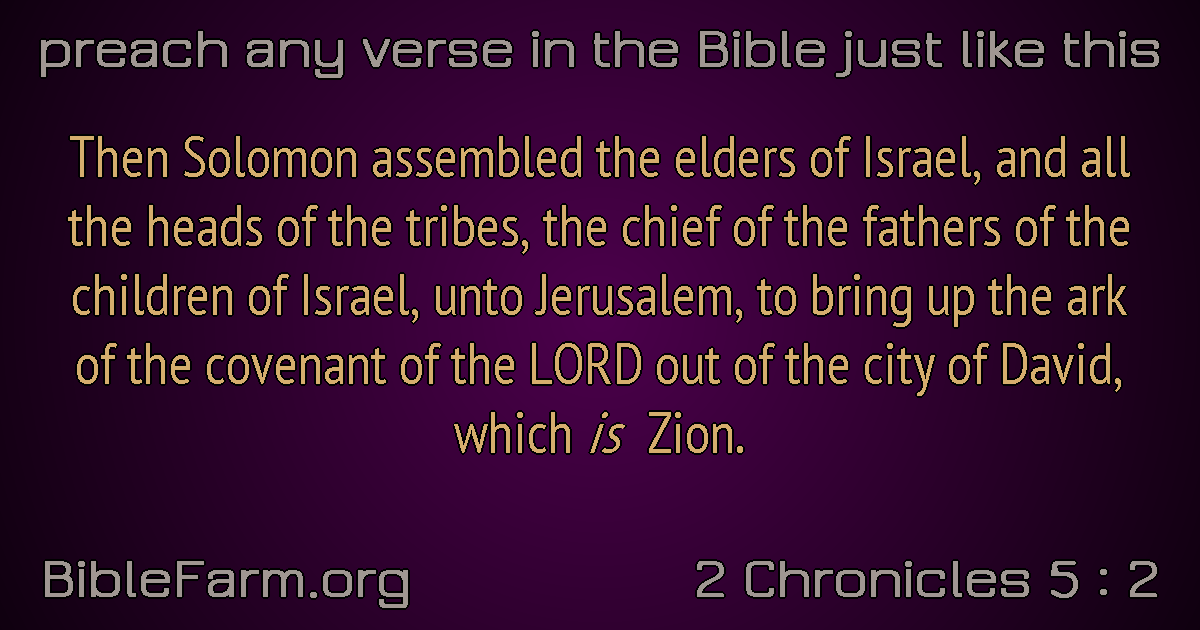 preach any verse in the Bible just like this
Then Solomon assembled the elders of Israel, and all
the heads of the tribes, the chief of the fathers of the
children of Israel, unto Jerusalem, to bring up the ark
of the covenant of the LORD out of the city of David,
which is Zion.
BibleFarm.org
2 Chronicles 5 : 2